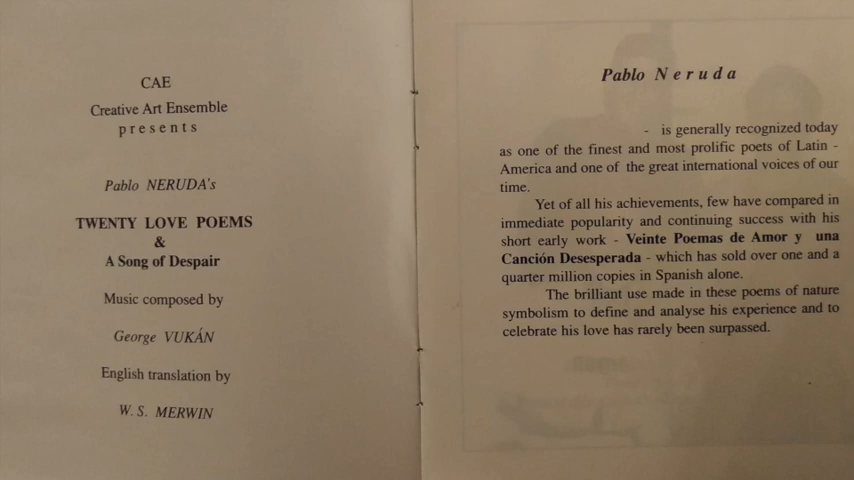 CAE
Creative Art Ensemble
presents
Pablo NERUDA's
TWENTY LOVE POEMS
&
A Song of Despair
Music composed by
George VUKÁN
English translation by
W. S. MERWIN
Pablo Neruda
- is generally recognized today
as one of the finest and most prolific poets of Latin -
America and one of the great international voices of our
time.
Yet of all his achievements, few have compared in
immediate popularity and continuing success with his
short early work - Veinte Poemas de Amor y una
Canción Desesperada - which has sold over one and a
quarter million copies in Spanish alone.
The brilliant use made in these poems of nature
symbolism to define and analyse his experience and to
celebrate his love has rarely been surpassed.